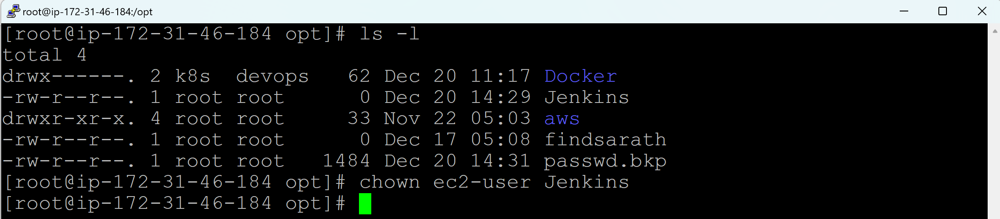 root@ip-172-31-46-184:/opt
[root@ip-172-31-46-184 opt]# ls -l
total 4
drwx------. 2 k8s  devops   62 Dec 20 11:17 Docker
-rw-r--r--. 1 root root      0 Dec 20 14:29 Jenkins
drwxr-xr-x. 4 root root     33 Nov 22 05:03 aws
-rw-r--r--. 1 root root      0 Dec 17 05:08 findsarath
-rw-r--r--. 1 root root   1484 Dec 20 14:31 passwd.bkp
[root@ip-172-31-46-184 opt]# chown ec2-user Jenkins
[root@ip-172-31-46-184 opt]#